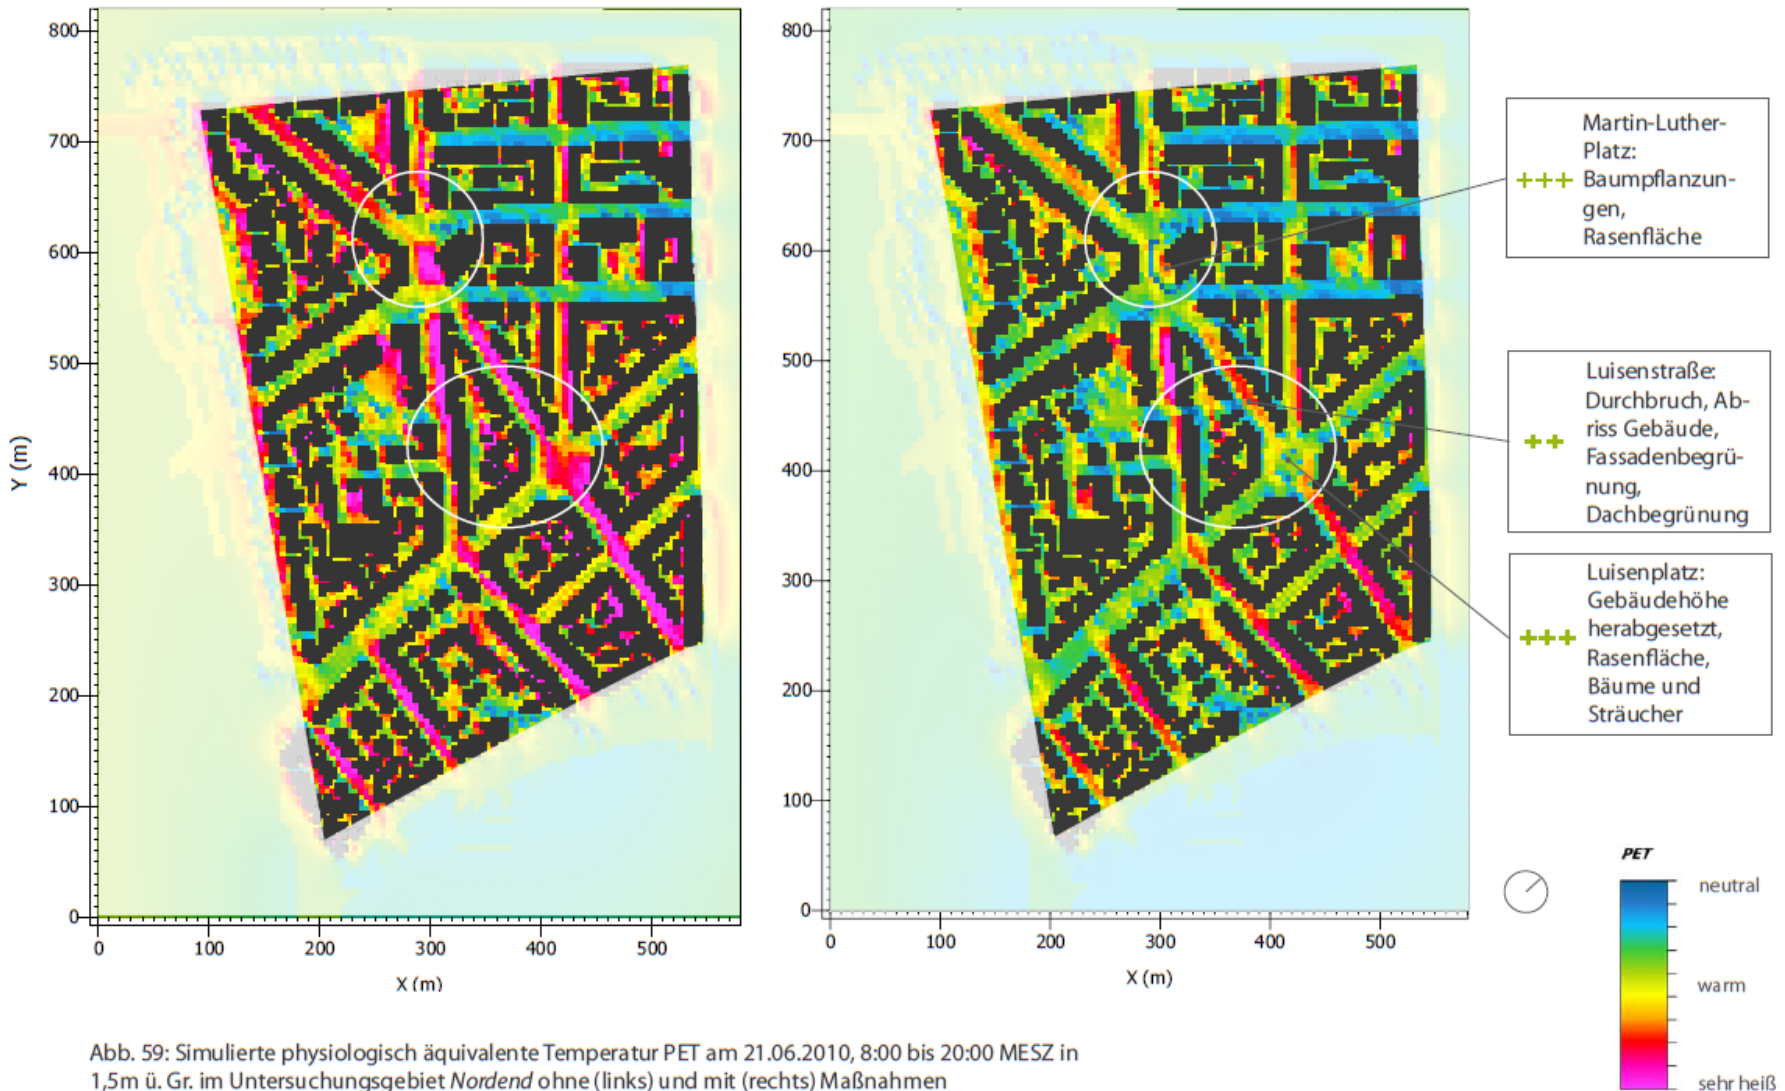 800
700
600
500
400
300
200
100
0
Y (m)
0
100
200
300
400
500
X (m)
800
700
600
500
400
300
200
100
0
0
100
200
300
400
500
X (m)
Martin-Luther-
Platz:
+++
Baumpflanzun-
gen,
Rasenfläche
Luisenstraße:
Durchbruch, Ab-
riss Gebäude,
++
Fassadenbegrü-
nung,
Dachbegrünung
Luisenplatz:
Gebäudehöhe
herabgesetzt,
+++
Rasenfläche,
Bäume und
Sträucher
PET
neutral
warm
sehr heiß
Abb. 59: Simulierte physiologisch äquivalente Temperatur PET am 21.06.2010, 8:00 bis 20:00 MESZ in
1,5m ü. Gr. im Untersuchungsgebiet Nordend ohne (links) und mit (rechts) Maßnahmen